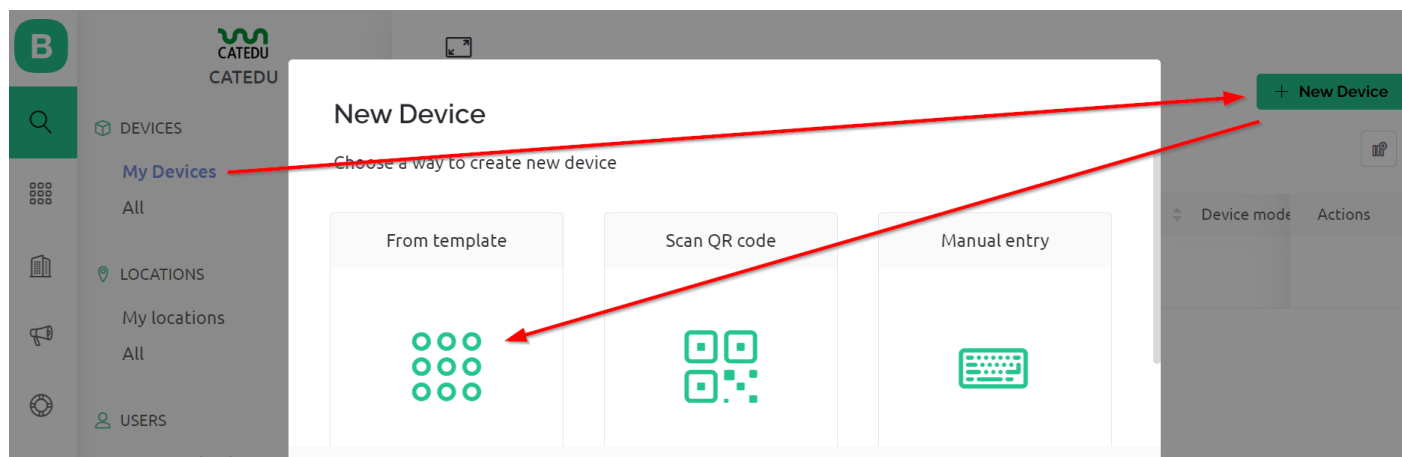 B
CATEDU
CATEDU
DEVICES
My Devices
All
LOCATIONS
My locations
All
USERS
New Device
Choose a way to create new device
From template
Scan QR code
Manual entry
+ New Device
Device mode
Actions